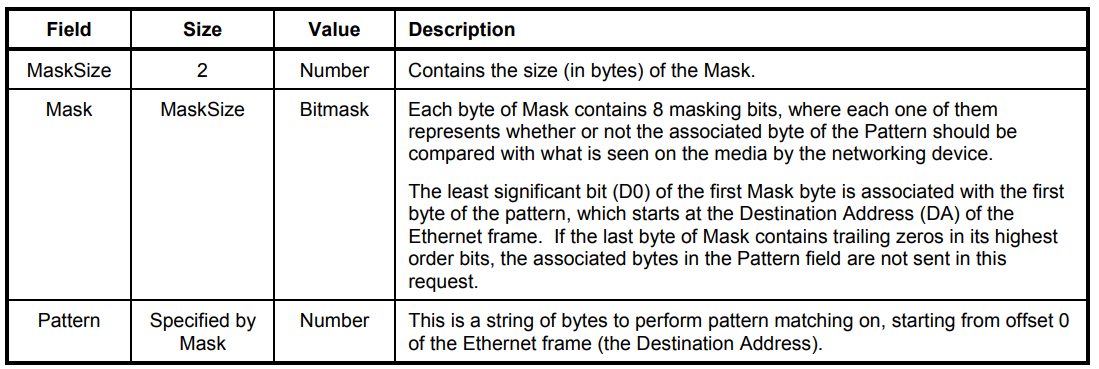 Field Size Value Description
MaskSize 2 Number Contains the size (in bytes) of the Mask.
Mask MaskSize Bitmask Each byte of Mask contains 8 masking bits, where each one of them
represents whether or not the associated byte of the Pattern should be
compared with what is seen on the media by the networking device.
The least significant bit (D0) of the first Mask byte is associated with the first
byte of the pattern, which starts at the Destination Address (DA) of the
Ethernet frame.  If the last byte of Mask contains trailing zeros in its highest
order bits, the associated bytes in the Pattern field are not sent in this
request.
Pattern Specified by Number This is a string of bytes to perform pattern matching on, starting from offset 0
Mask of the Ethernet frame (the Destination Address).